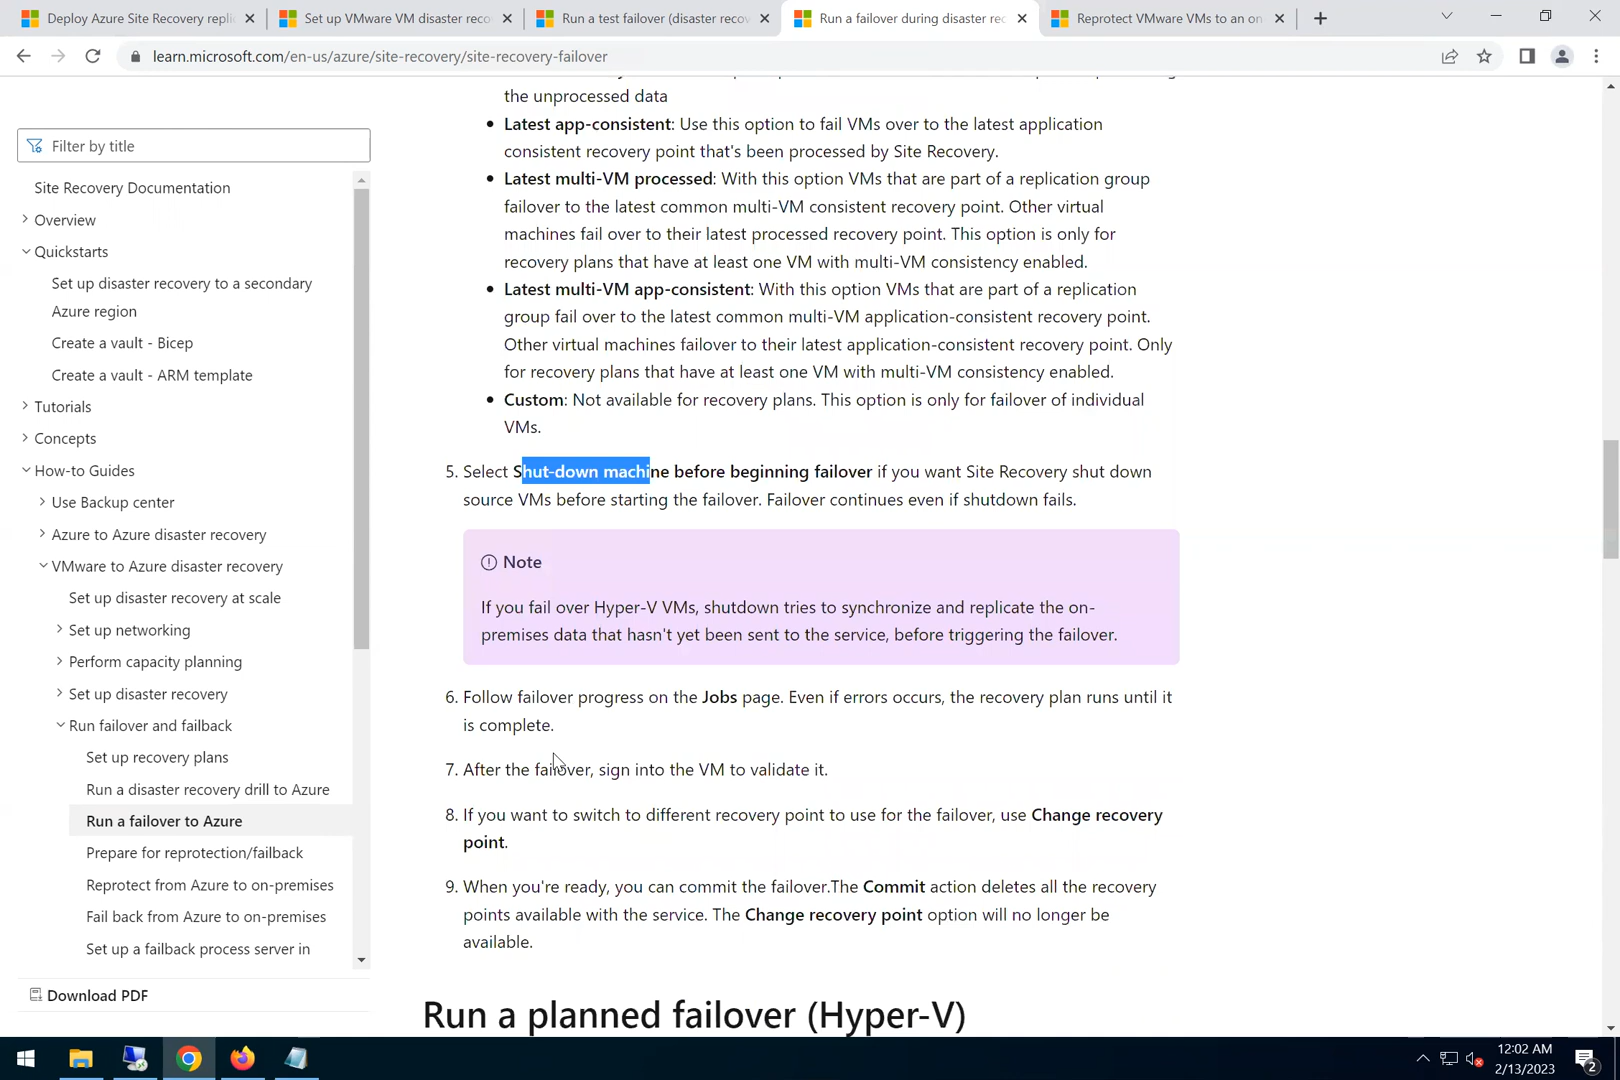 Deploy Azure Site Recovery repli
Set up VMware VM disaster reco
Run a test failover (disaster recov
Run a failover during disaster rec
Reprotect VMware VMs to an on-
learn.microsoft.com/en-us/azure/site-recovery/site-recovery-failover
Filter by title
Site Recovery Documentation
Overview
Quickstarts
Set up disaster recovery to a secondary
Azure region
Create a vault - Bicep
Create a vault - ARM template
Tutorials
Concepts
How-to Guides
Use Backup center
Azure to Azure disaster recovery
VMware to Azure disaster recovery
Set up disaster recovery at scale
Set up networking
Perform capacity planning
Set up disaster recovery
Run failover and failback
Set up recovery plans
Run a disaster recovery drill to Azure
Run a failover to Azure
Prepare for reprotection/failback
Reprotect from Azure to on-premises
Fail back from Azure to on-premises
Set up a failback process server in
Download PDF
the unprocessed data
• Latest app-consistent: Use this option to fail VMs over to the latest application
consistent recovery point that's been processed by Site Recovery.
• Latest multi-VM processed: With this option VMs that are part of a replication group
failover to the latest common multi-VM consistent recovery point. Other virtual
machines fail over to their latest processed recovery point. This option is only for
recovery plans that have at least one VM with multi-VM consistency enabled.
• Latest multi-VM app-consistent: With this option VMs that are part of a replication
group fail over to the latest common multi-VM application-consistent recovery point.
Other virtual machines failover to their latest application-consistent recovery point. Only
for recovery plans that have at least one VM with multi-VM consistency enabled.
• Custom: Not available for recovery plans. This option is only for failover of individual
VMs.
5. Select Shut-down machine before beginning failover if you want Site Recovery shut down
source VMs before starting the failover. Failover continues even if shutdown fails.
Note
If you fail over Hyper-V VMs, shutdown tries to synchronize and replicate the on-
premises data that hasn't yet been sent to the service, before triggering the failover.
6. Follow failover progress on the Jobs page. Even if errors occurs, the recovery plan runs until it
is complete.
7. After the failover, sign into the VM to validate it.
8. If you want to switch to different recovery point to use for the failover, use Change recovery
point.
9. When you're ready, you can commit the failover.The Commit action deletes all the recovery
points available with the service. The Change recovery point option will no longer be
available.
Run a planned failover (Hyper-V)
12:02 AM
2/13/2023
2